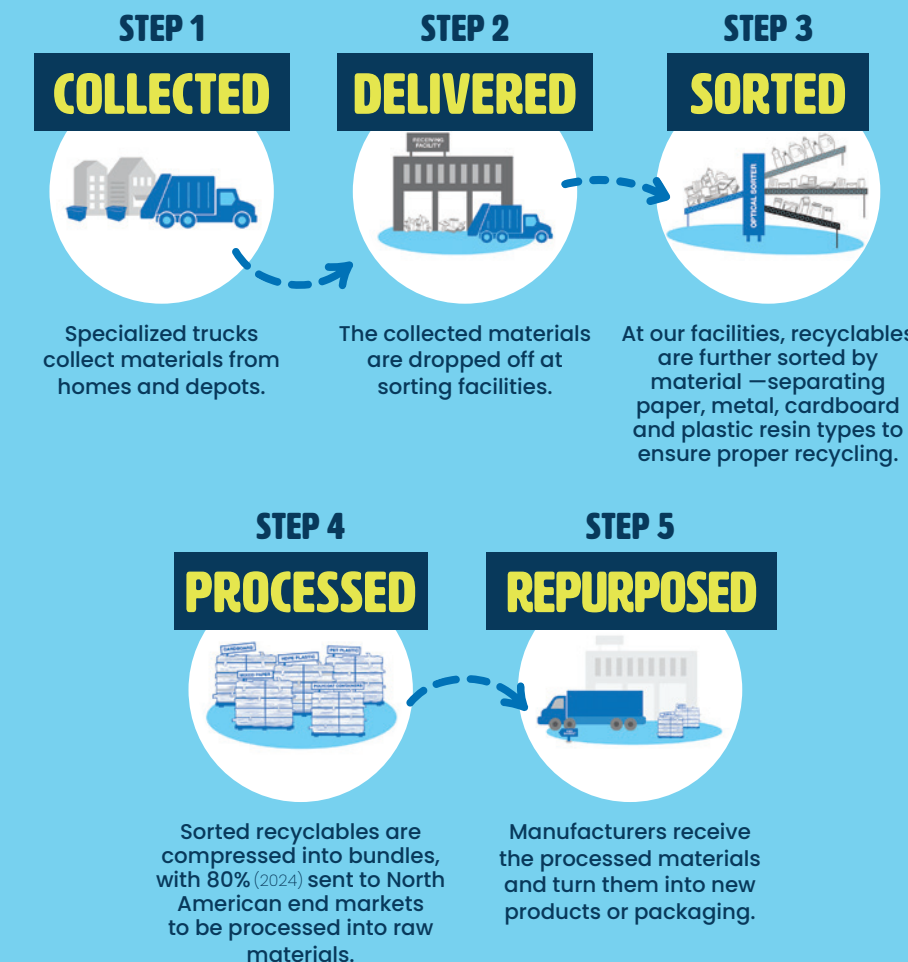 STEP 1
COLLECTED
Specialized trucks
collect materials from
homes and depots.
STEP 2
DELIVERED
RECEIVING
FACILITY
The collected materials
are dropped off at
sorting facilities.
STEP 3
SORTED
OPTICAL SORTER
At our facilities, recyclables
are further sorted by
material —separating
paper, metal, cardboard
and plastic resin types to
ensure proper recycling.
STEP 4
PROCESSED
CARDBOARD
HDPE PLASTIC
PET PLASTIC
MIXED PAPER
POLYCOAT CONTAINERS
Sorted recyclables are
compressed into bundles,
with 80% (2024) sent to North
American end markets
to be processed into raw
materials.
STEP 5
REPURPOSED
Manufacturers receive
the processed materials
and turn them into new
products or packaging.